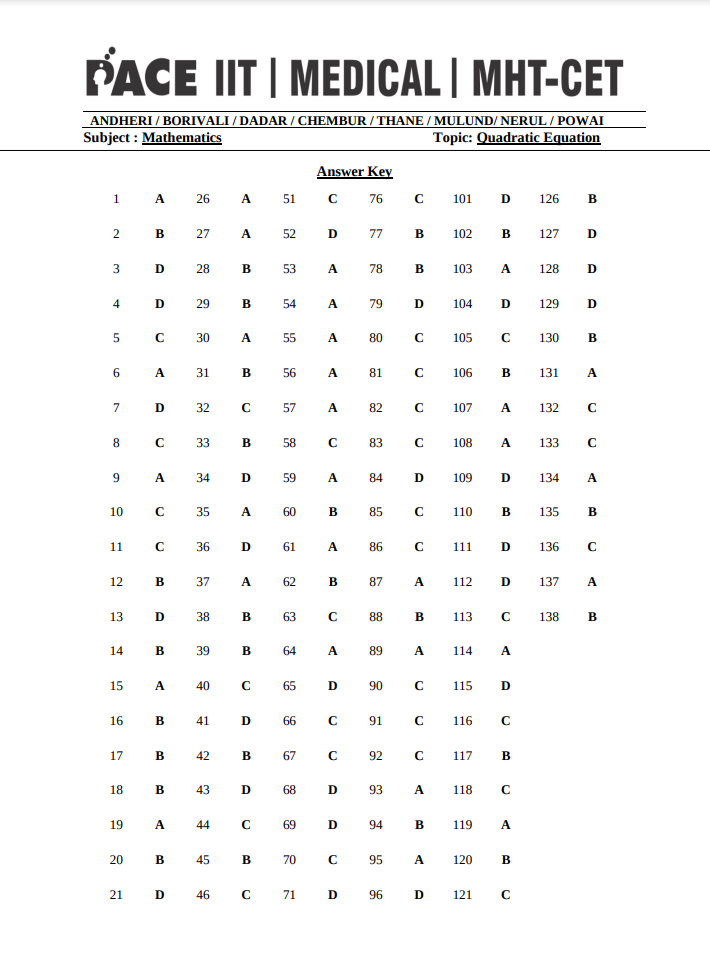 PACE IIT | MEDICAL | MHT-CET
ANDHERI / BORIVALI / DADAR / CHEMBUR / THANE / MULUND/ NERUL / POWAI
Subject : Mathematics Topic: Quadratic Equation
Answer Key
1 A 26 A 51 C 76 C 101 D 126 B
2 B 27 A 52 D 77 B 102 B 127 D
3 D 28 B 53 A 78 B 103 A 128 D
4 D 29 B 54 A 79 D 104 D 129 D
5 C 30 A 55 A 80 C 105 C 130 B
6 A 31 B 56 A 81 C 106 B 131 A
7 D 32 C 57 A 82 C 107 A 132 C
8 C 33 B 58 C 83 C 108 A 133 C
9 A 34 D 59 A 84 D 109 D 134 A
10 C 35 A 60 B 85 C 110 B 135 B
11 C 36 D 61 A 86 C 111 D 136 C
12 B 37 A 62 B 87 A 112 D 137 A
13 D 38 B 63 C 88 B 113 C 138 B
14 B 39 B 64 A 89 A 114 A
15 A 40 C 65 D 90 C 115 D
16 B 41 D 66 C 91 C 116 C
17 B 42 B 67 C 92 C 117 B
18 B 43 D 68 D 93 A 118 C
19 A 44 C 69 D 94 B 119 A
20 B 45 B 70 C 95 A 120 B
21 D 46 C 71 D 96 D 121 C